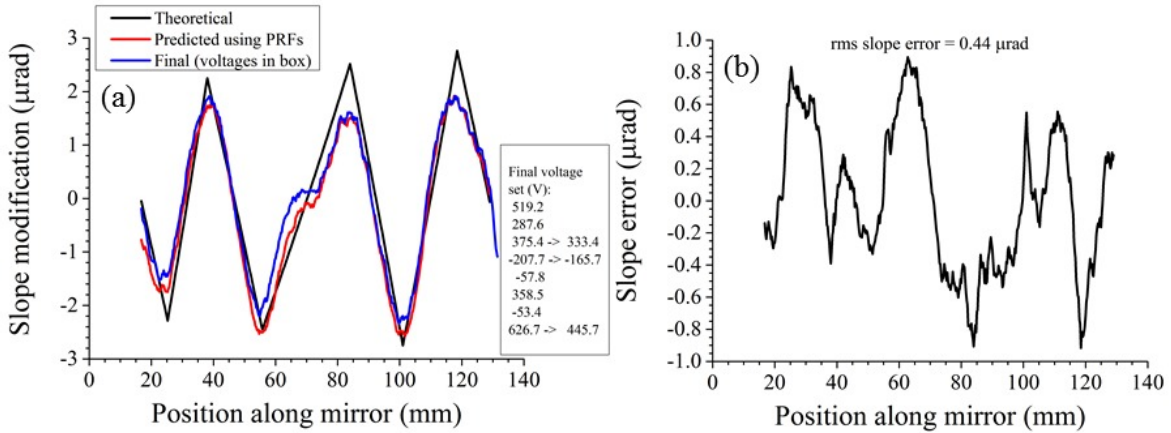 Theoretical
Predicted using PRFs
Final (voltages in box)
(a)
Slope modification (μrad)
3
2
1
0
-1
-2
-3
0 20 40 60 80 100 120 140
Position along mirror (mm)
Final voltage
set (V):
519.2
287.6
375.4 -> 333.4
-207.7 -> -165.7
-57.8
358.5
-53.4
626.7 -> 445.7
(b)
rms slope error = 0.44 μrad
Slope error (μrad)
1.0
0.8
0.6
0.4
0.2
0.0
-0.2
-0.4
-0.6
-0.8
-1.0
0 20 40 60 80 100 120 140
Position along mirror (mm)